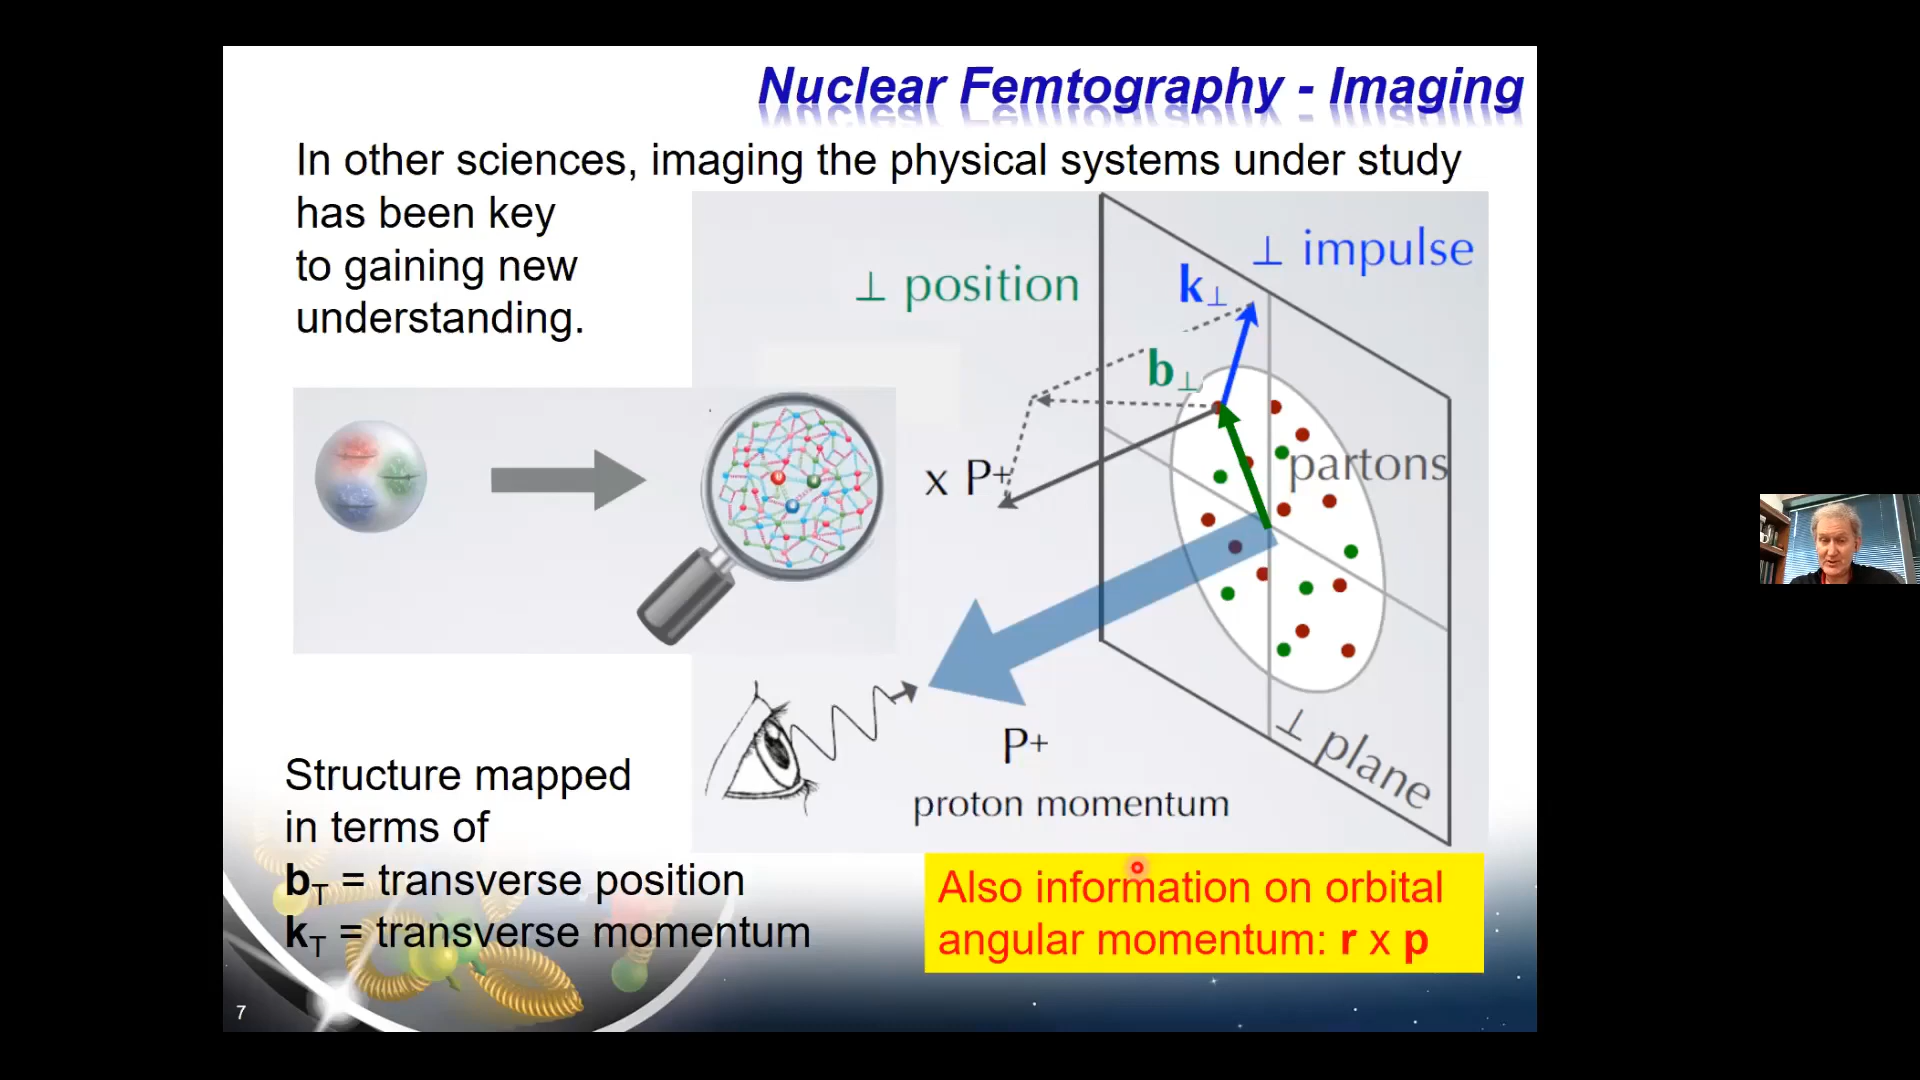 Nuclear Femtography - Imaging
In other sciences, imaging the physical systems under study
has been key
to gaining new
understanding.
⊥ position
⊥ impulse
k⊥
b⊥
x P+
partons
⊥ plane
P+
proton momentum
Structure mapped
in terms of
bT = transverse position
kT = transverse momentum
Also information on orbital
angular momentum: r x p
7